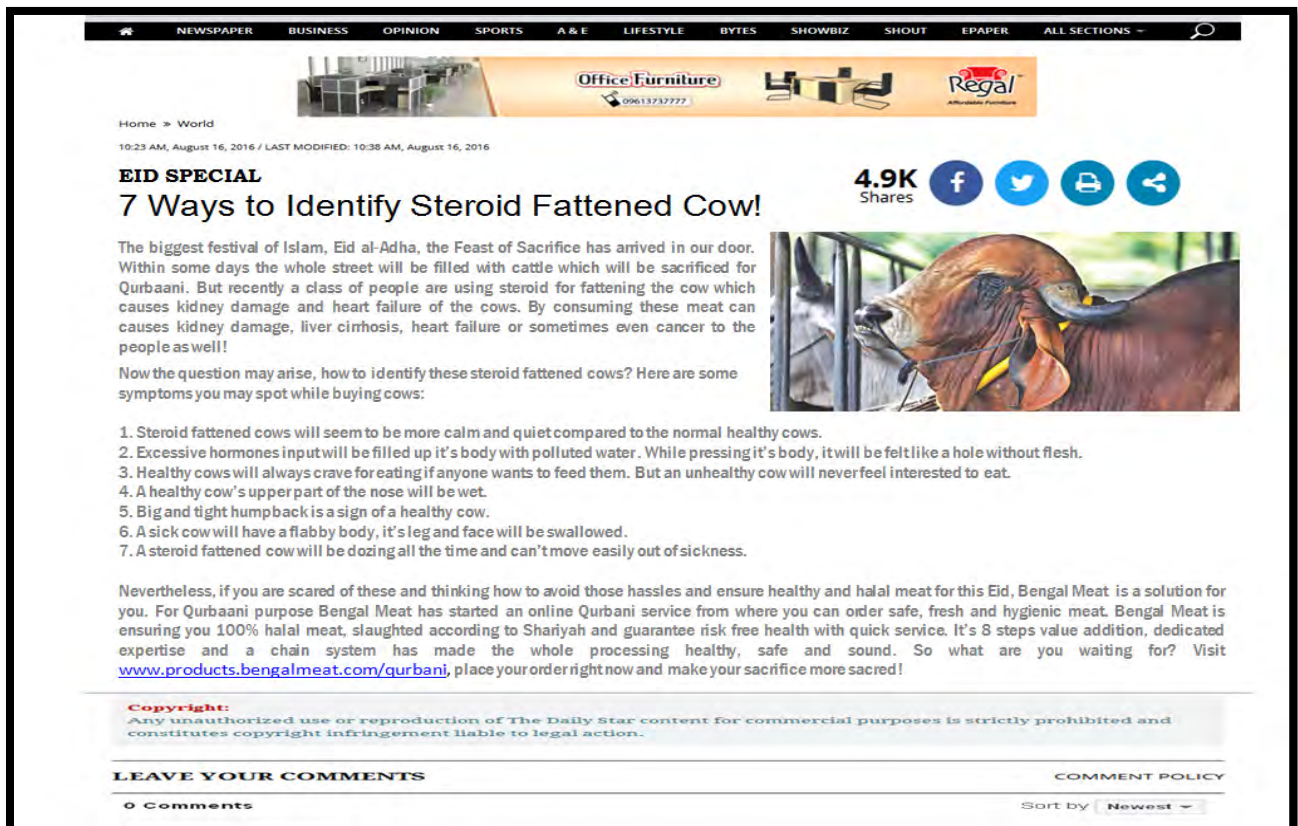 NEWSPAPER BUSINESS OPINION SPORTS A & E LIFESTYLE BYTES SHOWBIZ SHOUT EPAPER ALL SECTIONS
Office Furniture
09613737777
Regal
Affordable Furniture
Home » World
10:23 AM, August 16, 2016 / LAST MODIFIED: 10:38 AM, August 16, 2016
EID SPECIAL
7 Ways to Identify Steroid Fattened Cow!
4.9K
Shares
The biggest festival of Islam, Eid al-Adha, the Feast of Sacrifice has arrived in our door.
Within some days the whole street will be filled with cattle which will be sacrificed for
Qurbaani. But recently a class of people are using steroid for fattening the cow which
causes kidney damage and heart failure of the cows. By consuming these meat can
causes kidney damage, liver cirrhosis, heart failure or sometimes even cancer to the
people as well!
Now the question may arise, how to identify these steroid fattened cows? Here are some
symptoms you may spot while buying cows:
1. Steroid fattened cows will seem to be more calm and quiet compared to the normal healthy cows.
2. Excessive hormones input will be filled up it's body with polluted water. While pressing it's body, it will be felt like a hole without flesh.
3. Healthy cows will always crave for eating if anyone wants to feed them. But an unhealthy cow will never feel interested to eat.
4. A healthy cow's upper part of the nose will be wet.
5. Big and tight humpback is a sign of a healthy cow.
6. A sick cow will have a flabby body, it's leg and face will be swallowed.
7. A steroid fattened cow will be dozing all the time and can't move easily out of sickness.
Nevertheless, if you are scared of these and thinking how to avoid those hassles and ensure healthy and halal meat for this Eid, Bengal Meat is a solution for
you. For Qurbaani purpose Bengal Meat has started an online Qurbani service from where you can order safe, fresh and hygienic meat. Bengal Meat is
ensuring you 100% halal meat, slaughted according to Shariyah and guarantee risk free health with quick service. It's 8 steps value addition, dedicated
expertise and a chain system has made the whole processing healthy, safe and sound. So what are you waiting for? Visit
www.products.bengalmeat.com/qurbani, place your order right now and make your sacrifice more sacred!
Copyright:
Any unauthorized use or reproduction of The Daily Star content for commercial purposes is strictly prohibited and
constitutes copyright infringement liable to legal action.
LEAVE YOUR COMMENTS COMMENT POLICY
0 Comments Sort by Newest